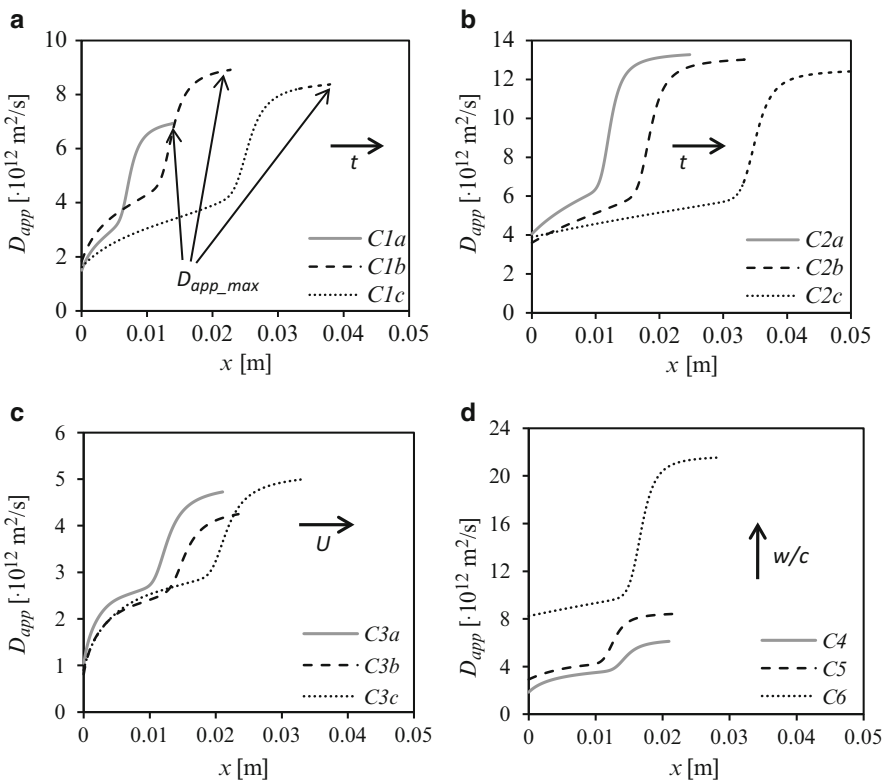 a
D_app [·10^12 m^2/s]
10
8
6
4
2
0
0 0.01 0.02 0.03 0.04 0.05
x [m]
t
D_app_max
C1a
C1b
C1c
b
D_app [·10^12 m^2/s]
14
12
10
8
6
4
2
0
0 0.01 0.02 0.03 0.04 0.05
x [m]
t
C2a
C2b
C2c
c
D_app [·10^12 m^2/s]
6
5
4
3
2
1
0
0 0.01 0.02 0.03 0.04 0.05
x [m]
U
C3a
C3b
C3c
d
D_app [·10^12 m^2/s]
24
20
16
12
8
4
0
0 0.01 0.02 0.03 0.04 0.05
x [m]
w/c
C4
C5
C6